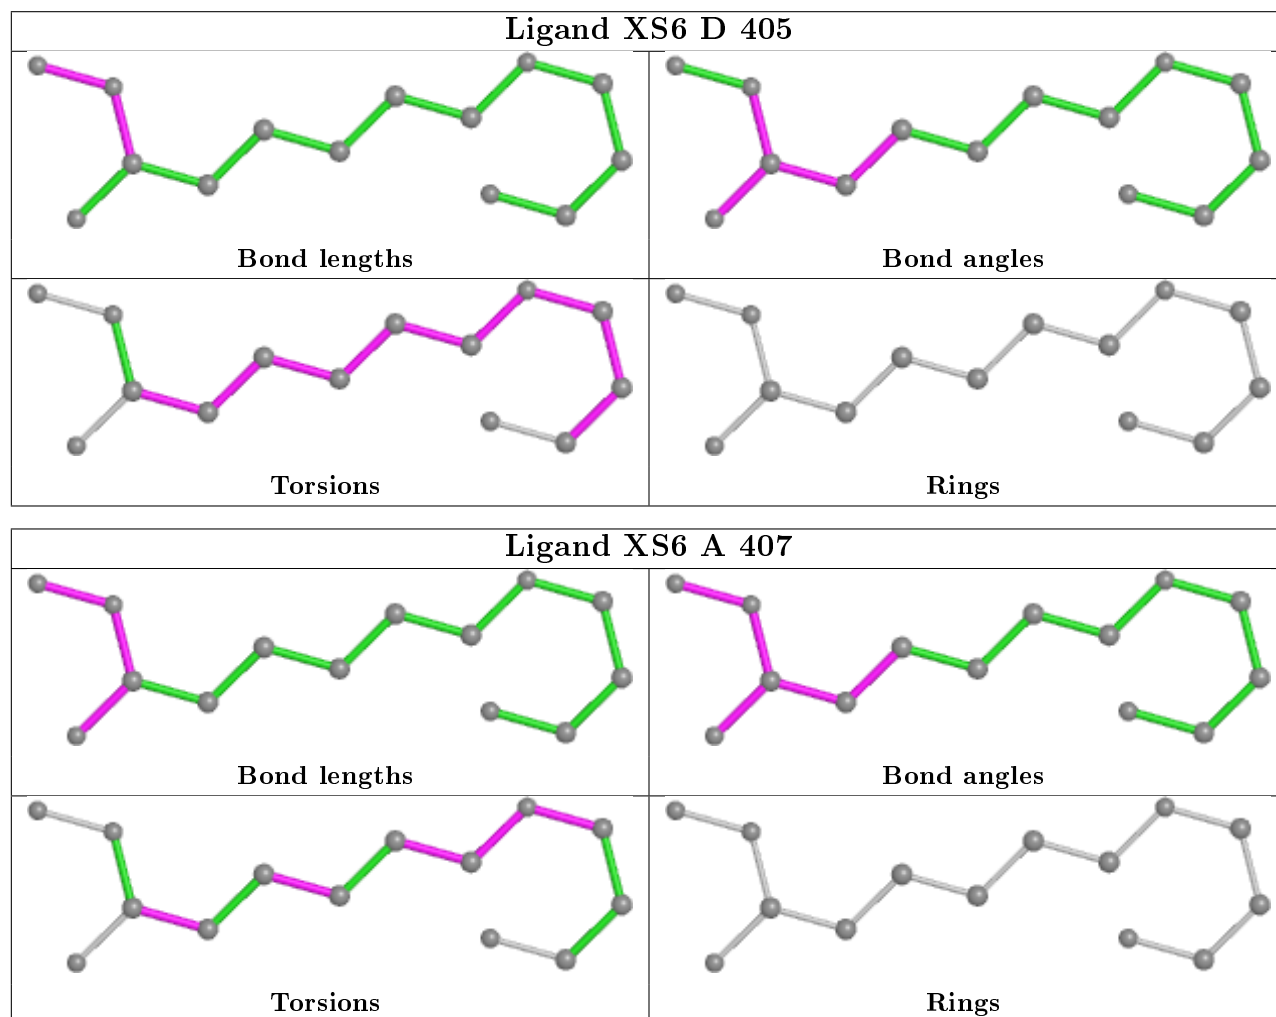 Ligand XS6 D 405
Bond lengths
Bond angles
Torsions
Rings
Ligand XS6 A 407
Bond lengths
Bond angles
Torsions
Rings